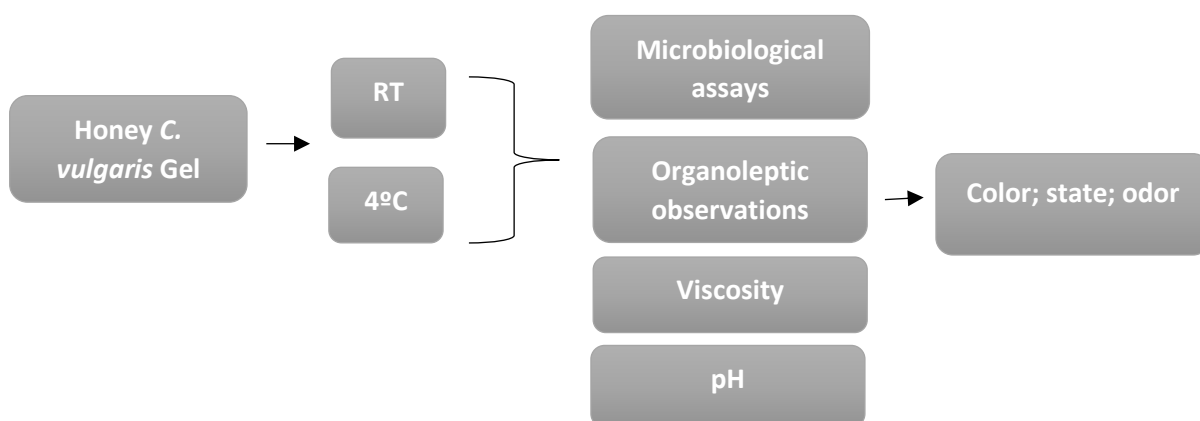 Honey C.
vulgaris Gel
RT
4ºC
Microbiological
assays
Organoleptic
observations
Viscosity
pH
Color; state; odor